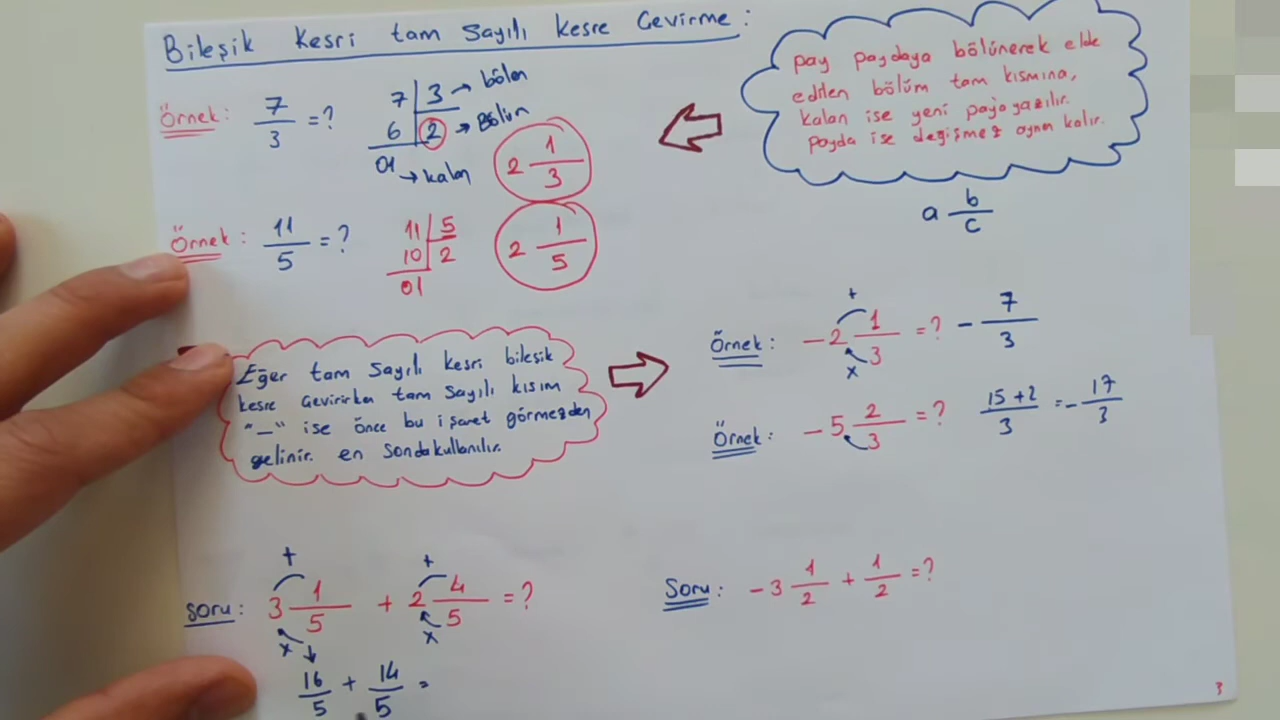 Bileşik Kesri tam sayılı kesre Çevirme :
Örnek : 7/3 = ?
7 | 3 → bölen
6 | 2 → Bölüm
01 → kalan
2 1/3
pay paydaya bölünerek elde
edilen bölüm tam kısmına,
kalan ise yeni paya yazılır.
payda ise değişmez aynen kalır.
a b/c
Örnek : 11/5 = ?
11 | 5
10 | 2
01
2 1/5
Eğer tam sayılı kesri bileşik
kesre çevirirken tam sayılı kısım
"–" ise önce bu işaret görmezden
gelinir. en sonda kullanılır.
Örnek : -2 1/3 = ? - 7/3
+
x
Örnek : -5 2/3 = ? 15+2/3 = - 17/3
soru : 3 1/5 + 2 4/5 = ?
+ +
x x
16/5 + 14/5 =
Soru : -3 1/2 + 1/2 = ?
3